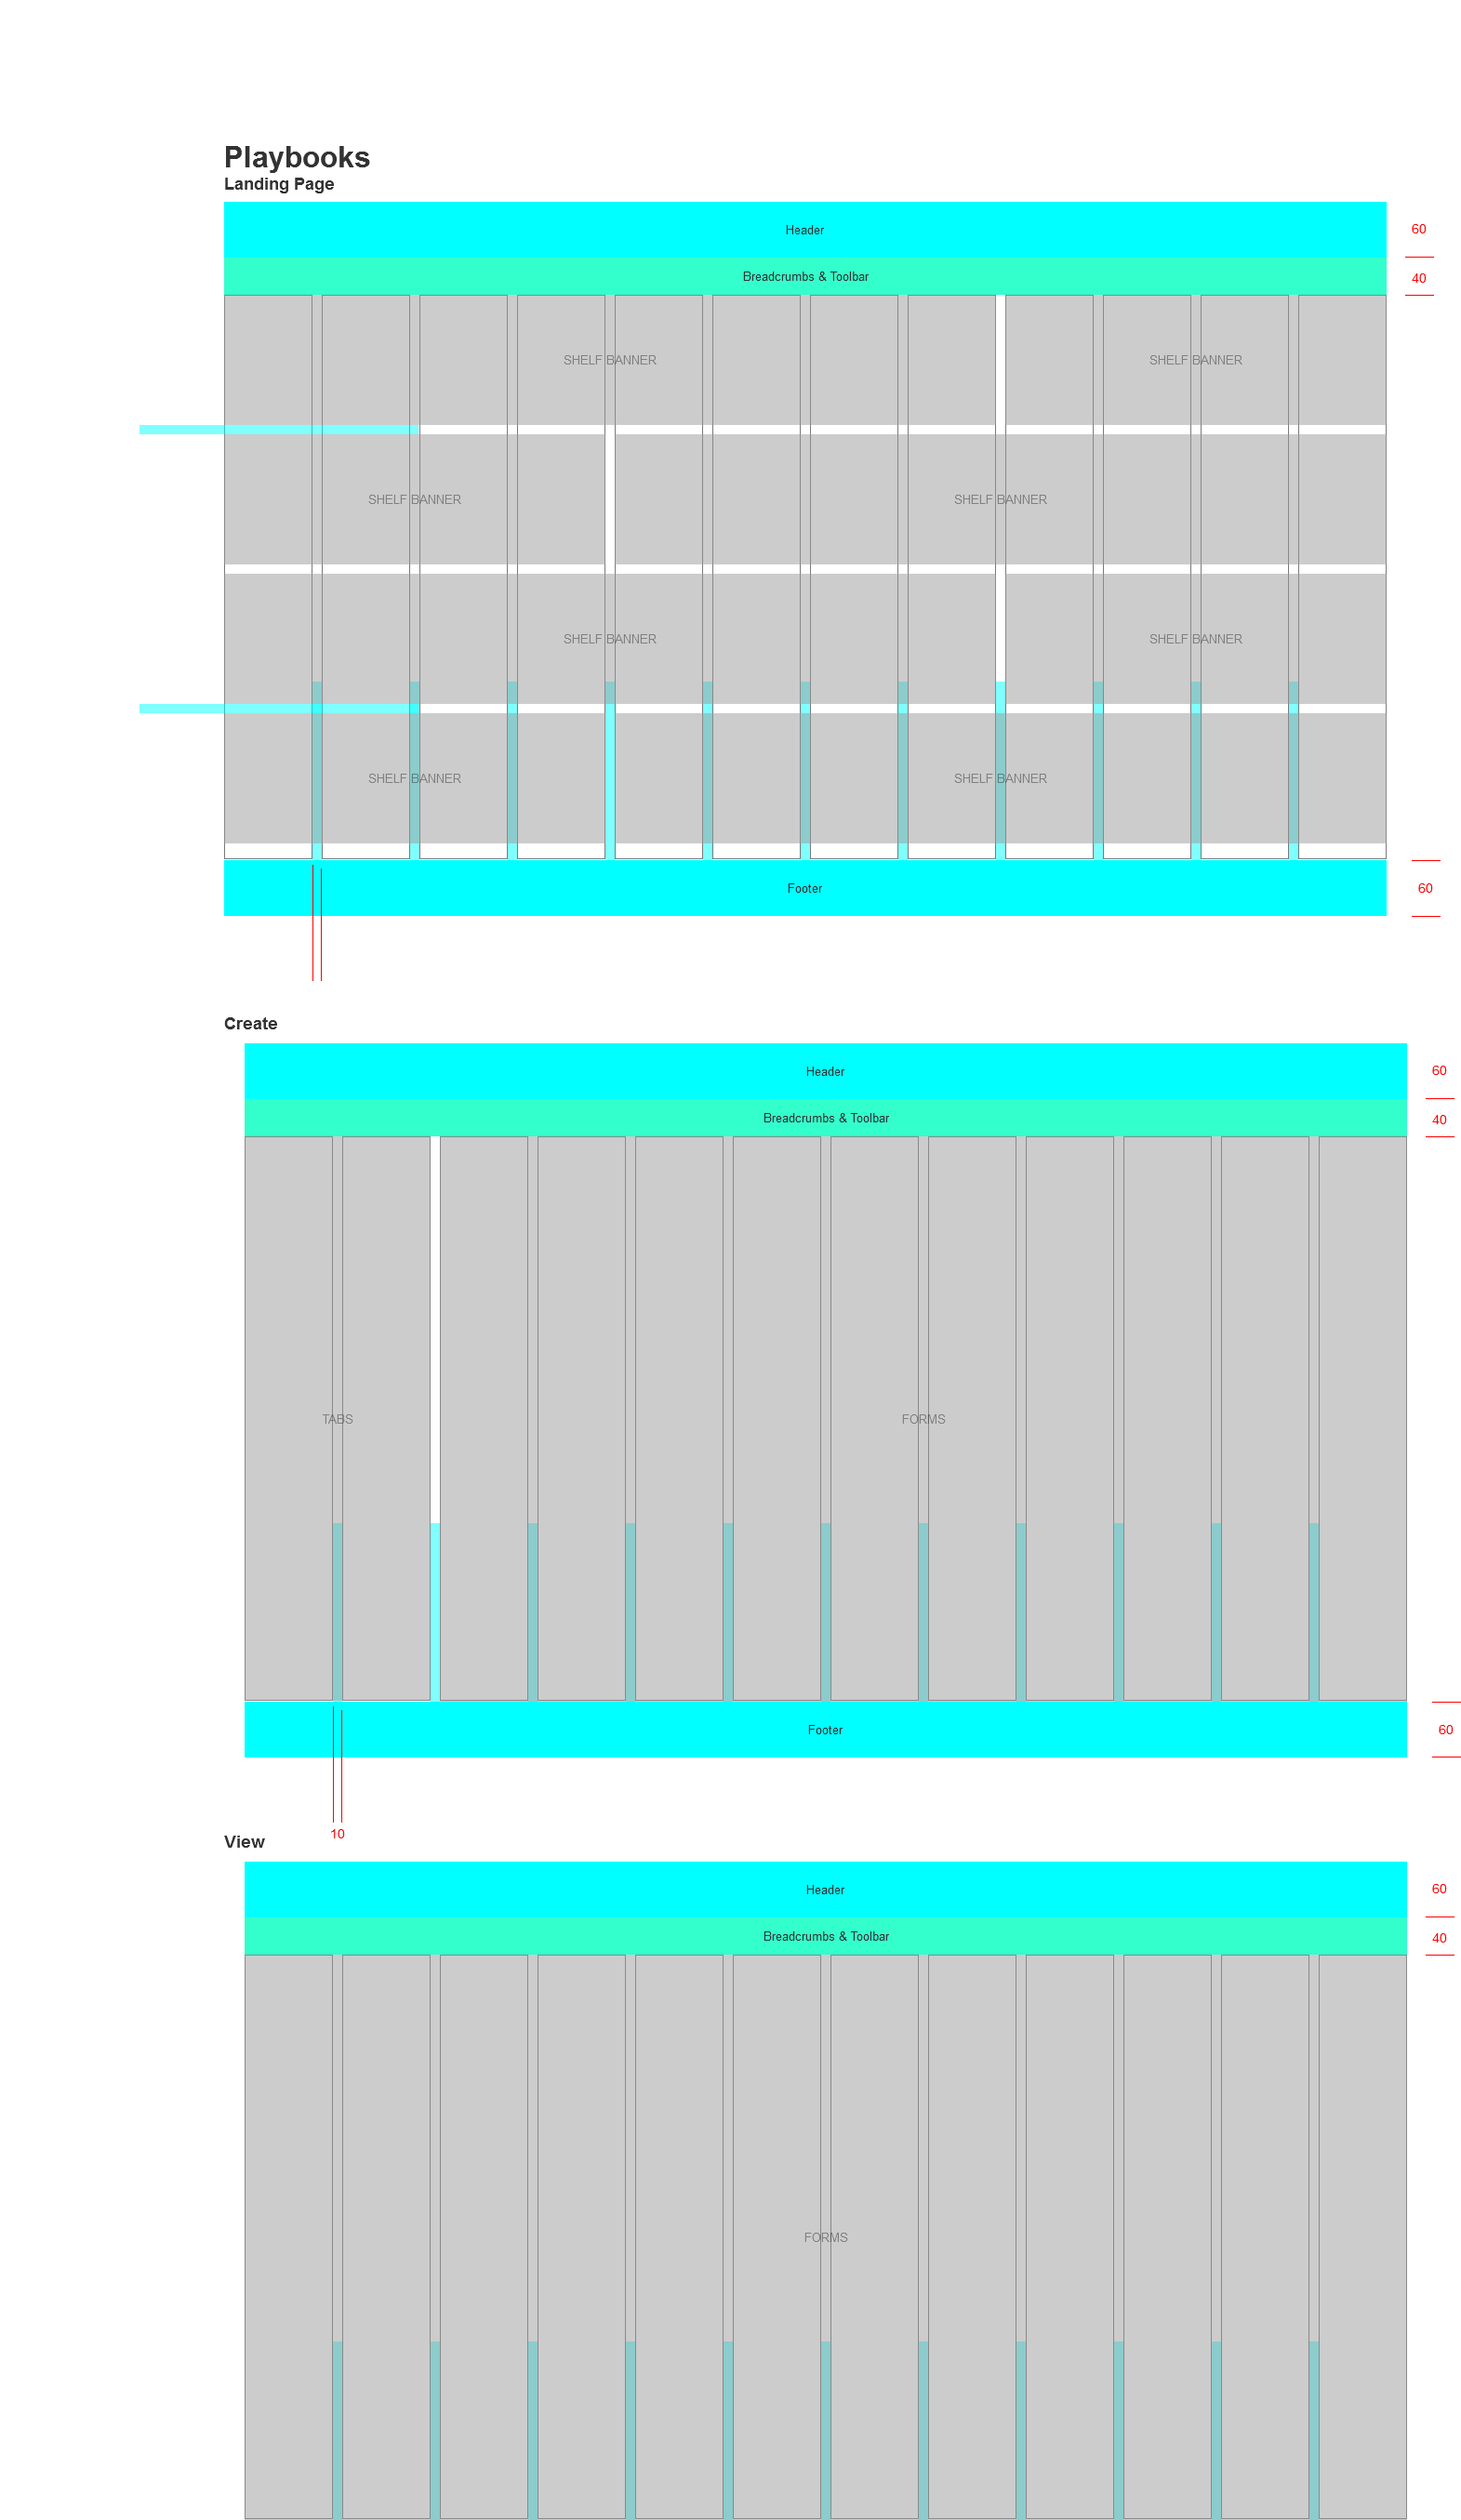 Playbooks
Landing Page
Header
60
Breadcrumbs & Toolbar
40
SHELF BANNER
SHELF BANNER
SHELF BANNER
SHELF BANNER
SHELF BANNER
SHELF BANNER
SHELF BANNER
SHELF BANNER
Footer
60
Create
Header
60
Breadcrumbs & Toolbar
40
TABS
FORMS
Footer
60
10
View
Header
60
Breadcrumbs & Toolbar
40
FORMS